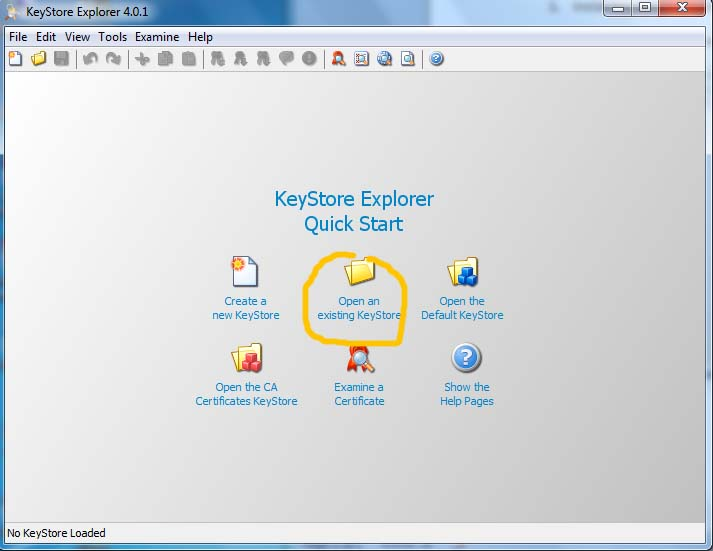 KeyStore Explorer 4.0.1
File Edit View Tools Examine Help
KeyStore Explorer
Quick Start
Create a
new KeyStore
Open an
existing KeyStore
Open the
Default KeyStore
Open the CA
Certificates KeyStore
Examine a
Certificate
Show the
Help Pages
No KeyStore Loaded